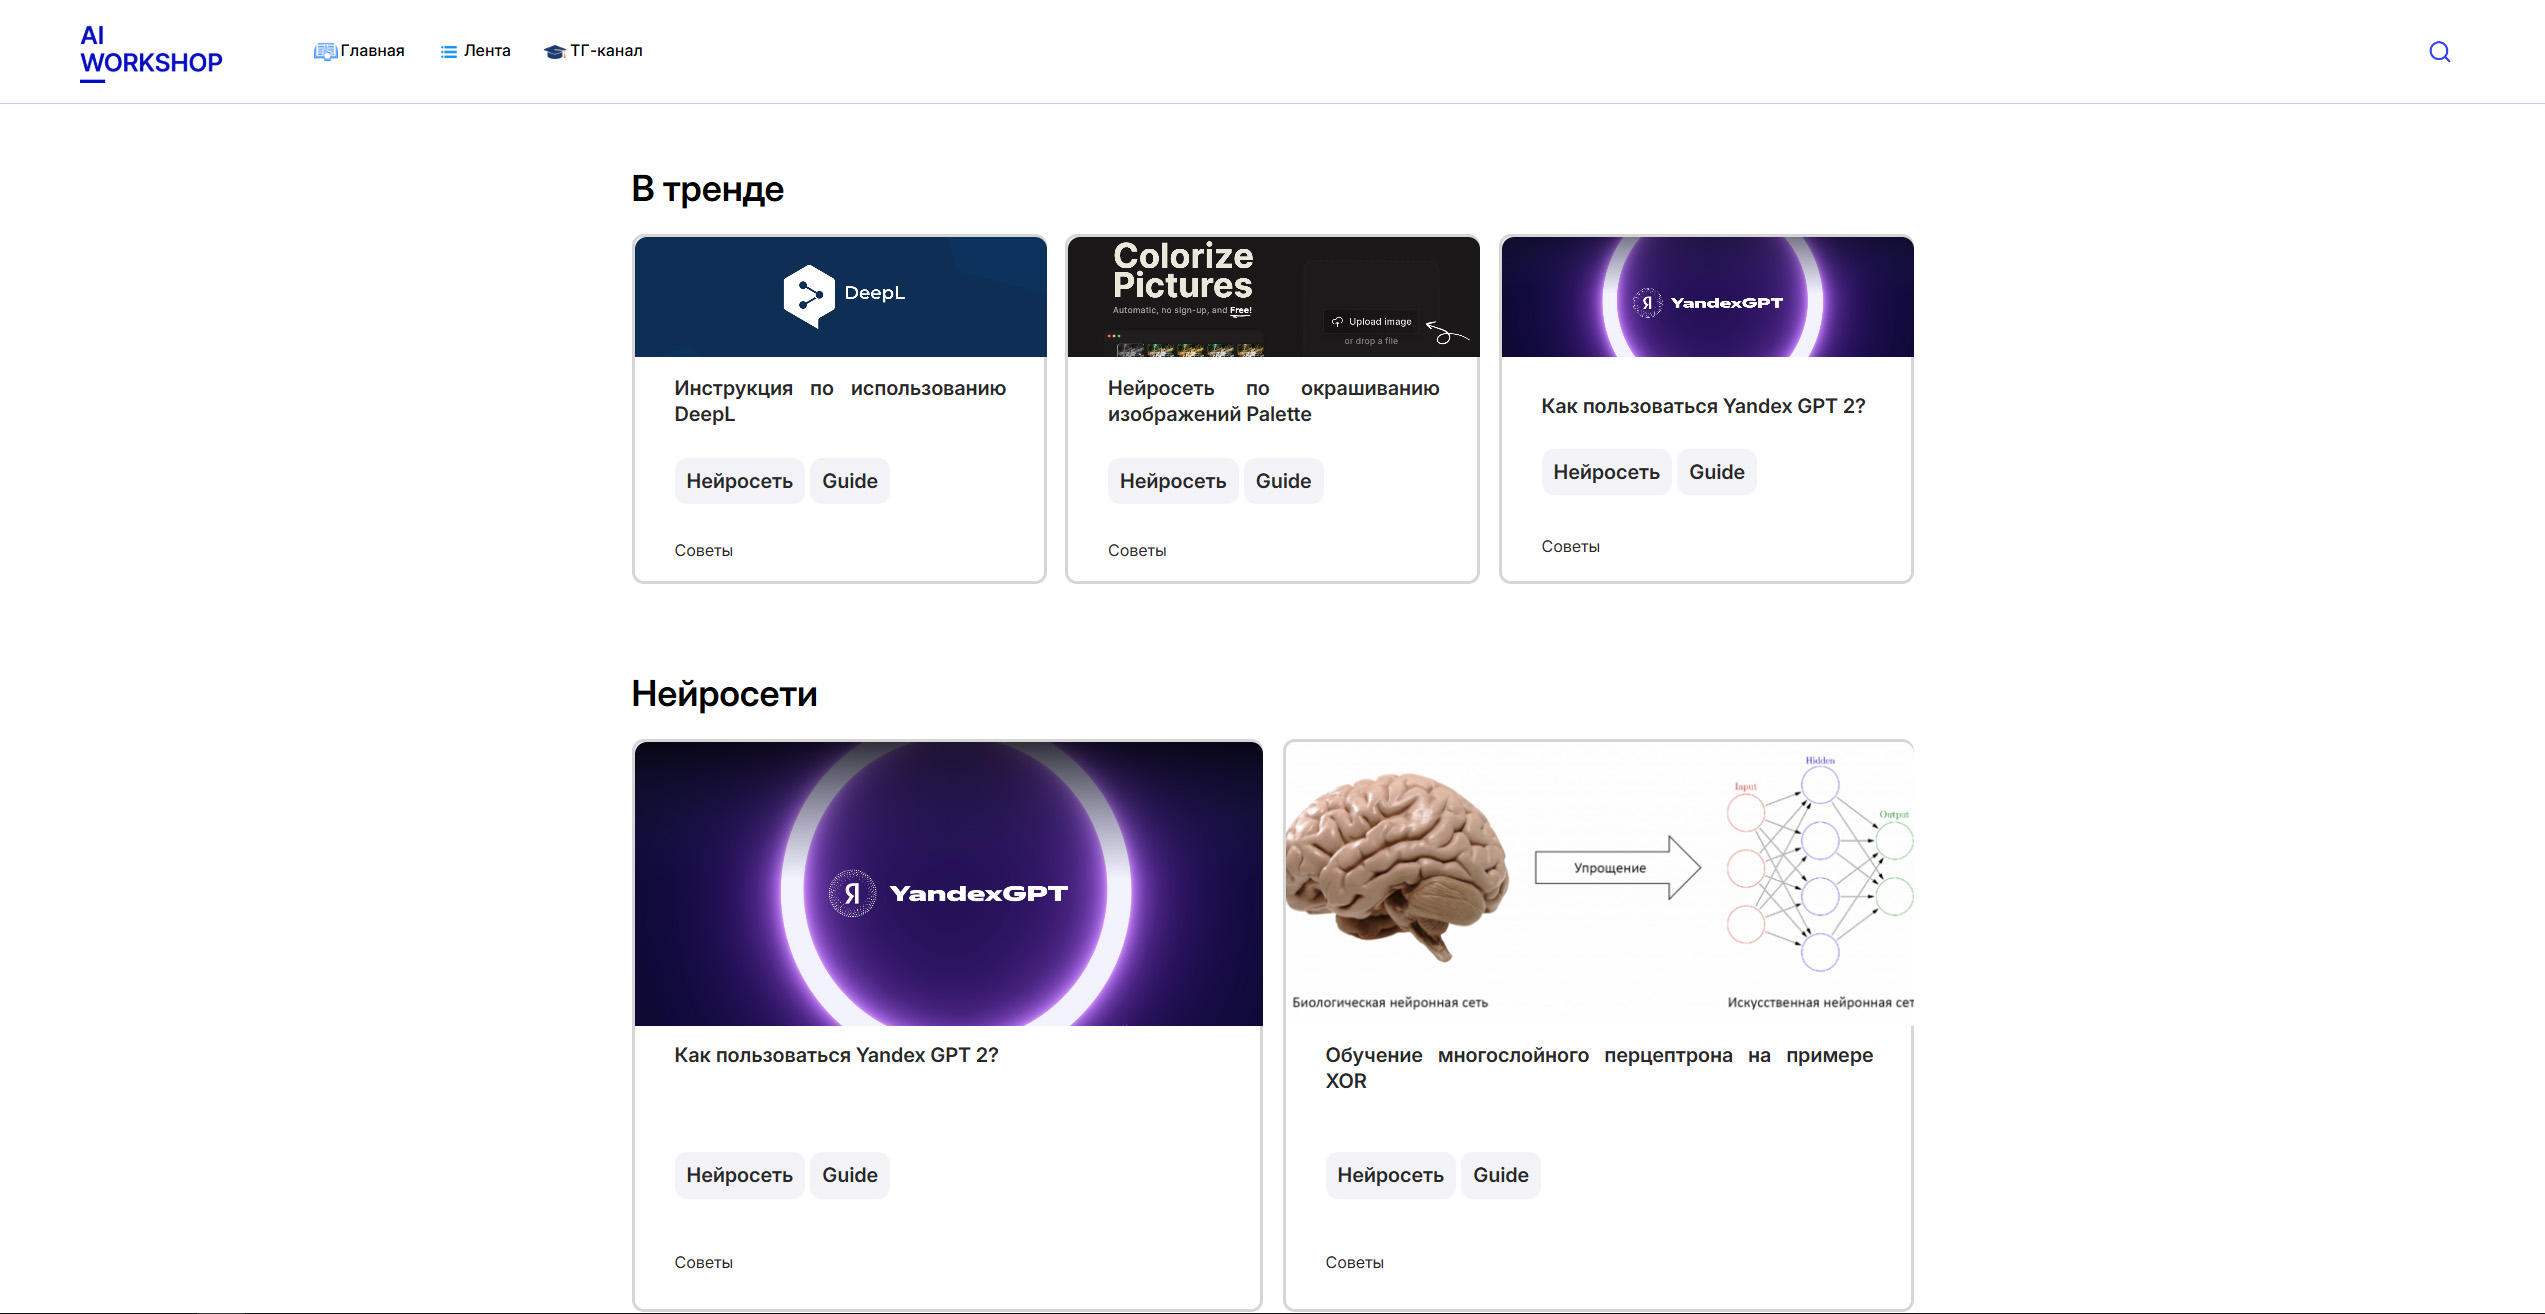 AI
WORKSHOP
Главная
Лента
ТГ-канал
В тренде
DeepL
Инструкция по использованию
DeepL
Нейросеть
Guide
Советы
Colorize
Pictures
Automatic, no sign-up, and Free!
Upload image
or drop a file
Нейросеть по окрашиванию
изображений Palette
Нейросеть
Guide
Советы
Я YandexGPT
Как пользоваться Yandex GPT 2?
Нейросеть
Guide
Советы
Нейросети
Я YandexGPT
Как пользоваться Yandex GPT 2?
Нейросеть
Guide
Советы
Hidden
Input
Output
Упрощение
Биологическая нейронная сеть
Искусственная нейронная сет
Обучение многослойного перцептрона на примере
XOR
Нейросеть
Guide
Советы